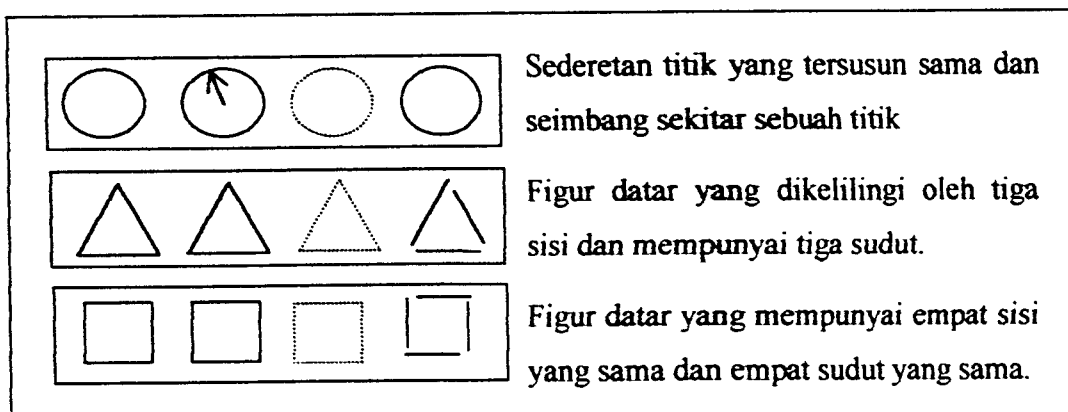 Sederetan titik yang tersusun sama dan
seimbang sekitar sebuah titik
Figur datar yang dikelilingi oleh tiga
sisi dan mempunyai tiga sudut.
Figur datar yang mempunyai empat sisi
yang sama dan empat sudut yang sama.